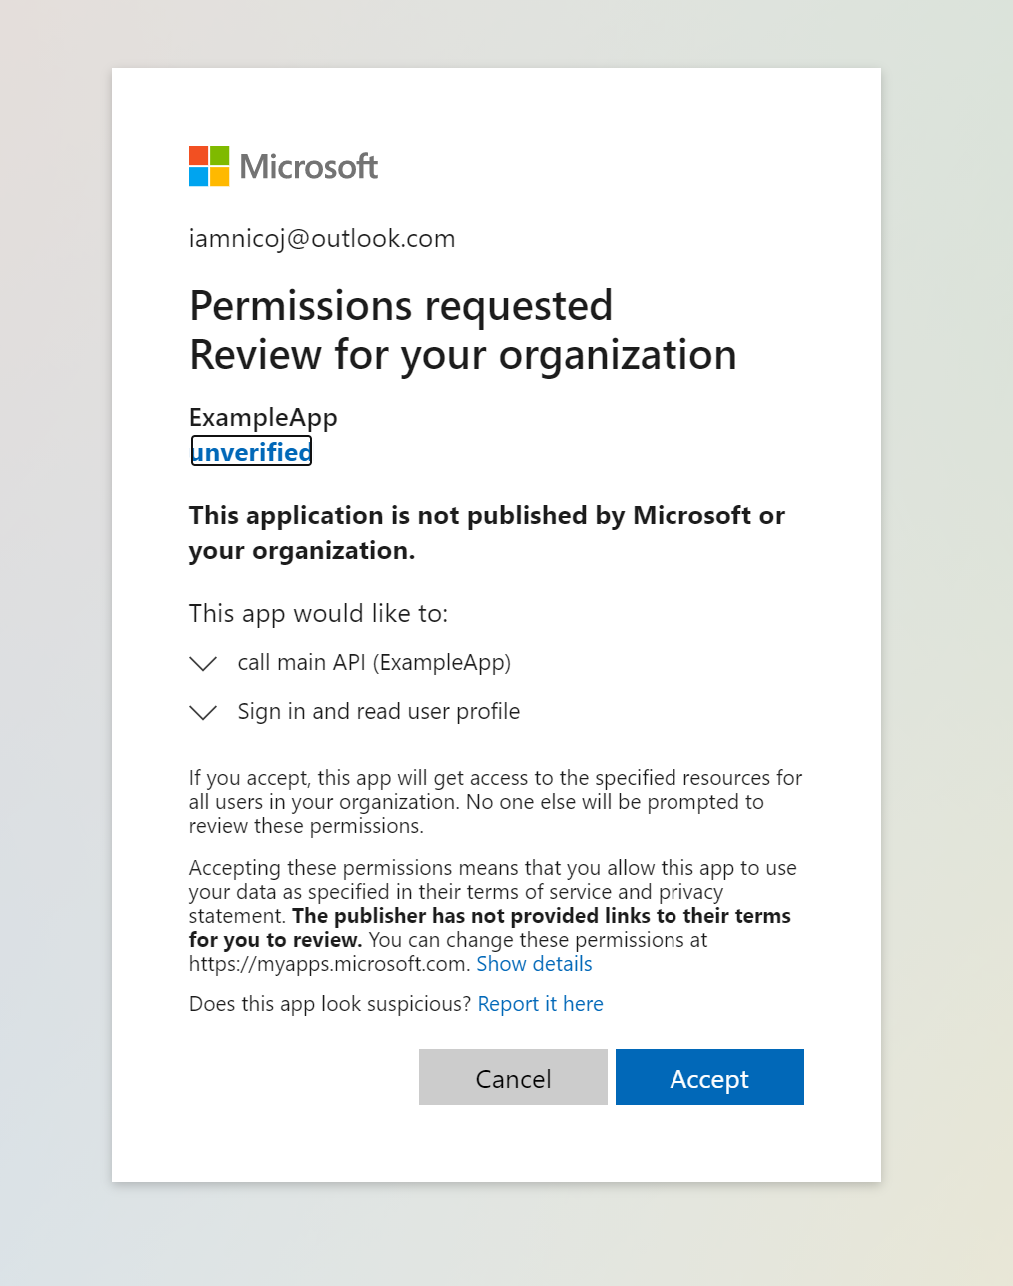 Microsoft
iamnicoj@outlook.com
Permissions requested
Review for your organization
ExampleApp
unverified
This application is not published by Microsoft or
your organization.
This app would like to:
call main API (ExampleApp)
Sign in and read user profile
If you accept, this app will get access to the specified resources for
all users in your organization. No one else will be prompted to
review these permissions.
Accepting these permissions means that you allow this app to use
your data as specified in their terms of service and privacy
statement. The publisher has not provided links to their terms
for you to review. You can change these permissions at
https://myapps.microsoft.com. Show details
Does this app look suspicious? Report it here
Cancel Accept